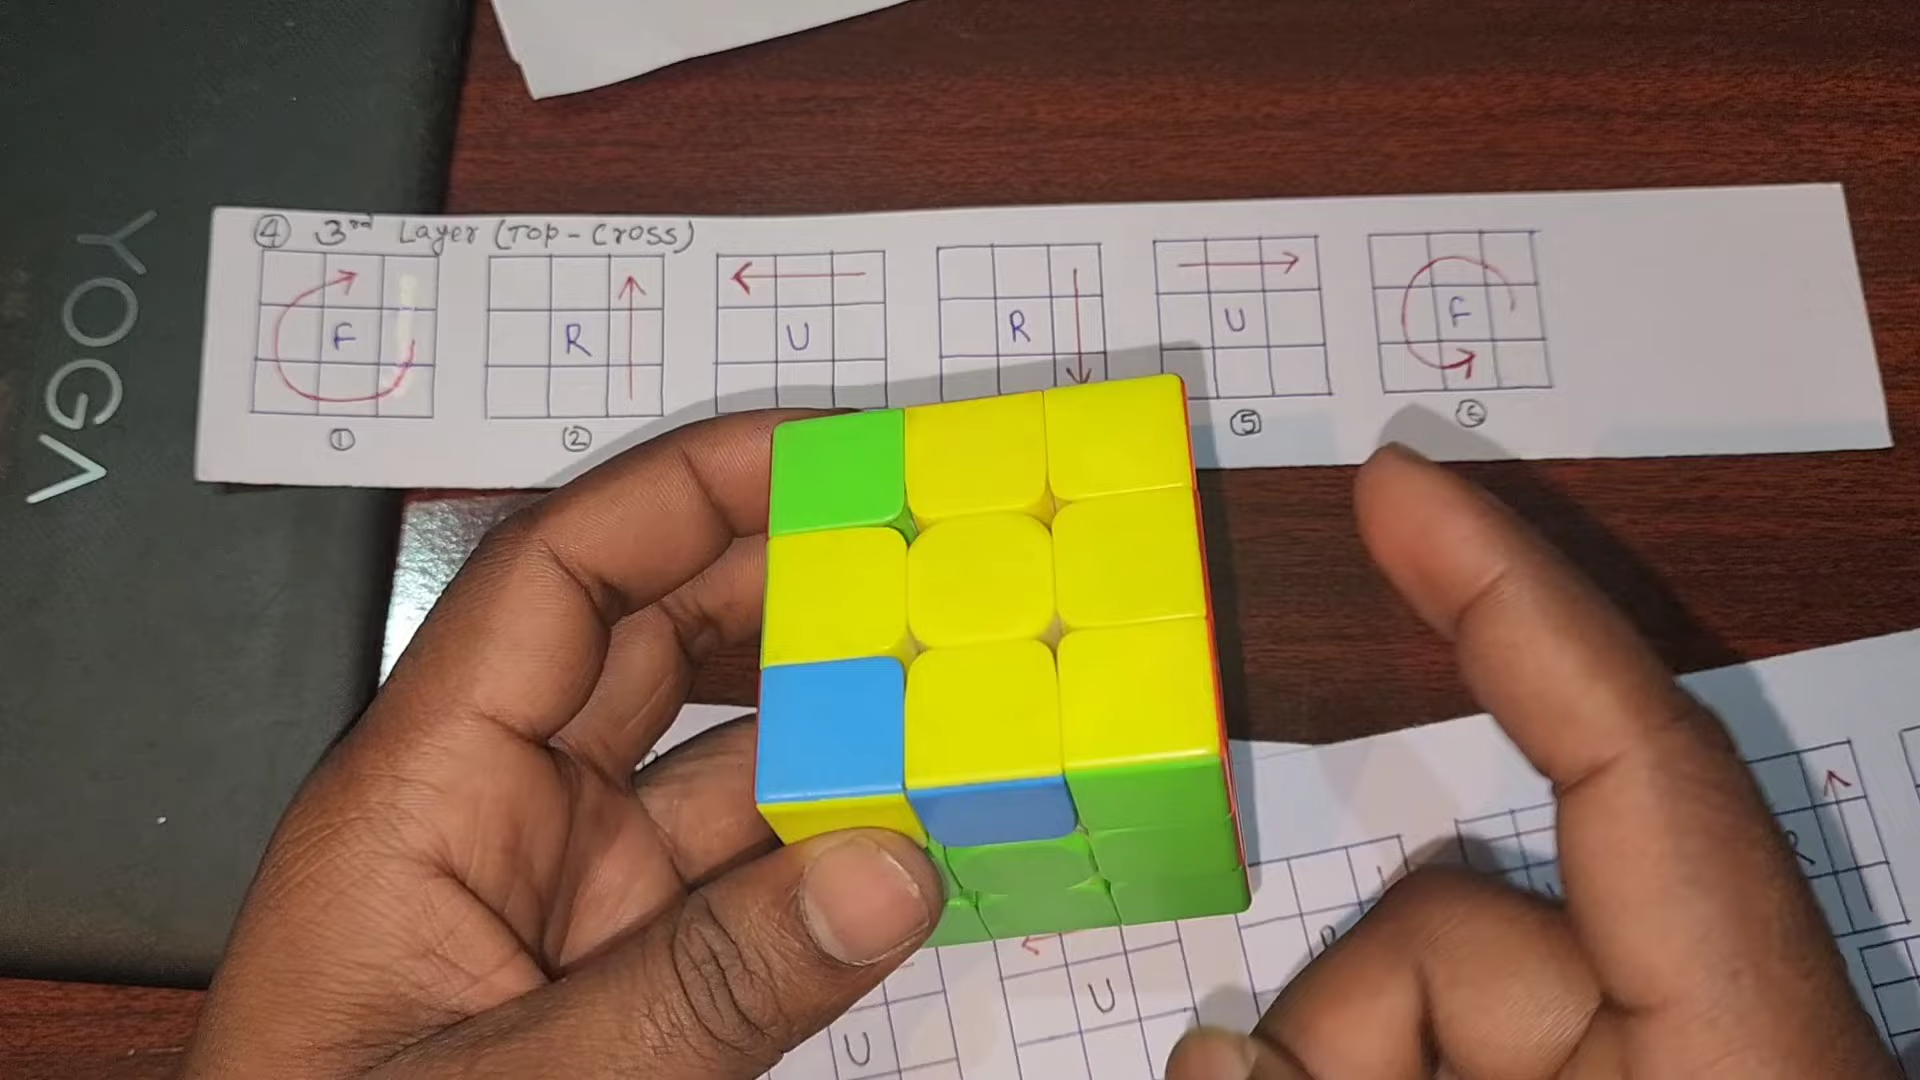 YOGA
④ 3rd Layer (Top-Cross)
F R U R U F
① ② ⑤ ⑥
R
U
U